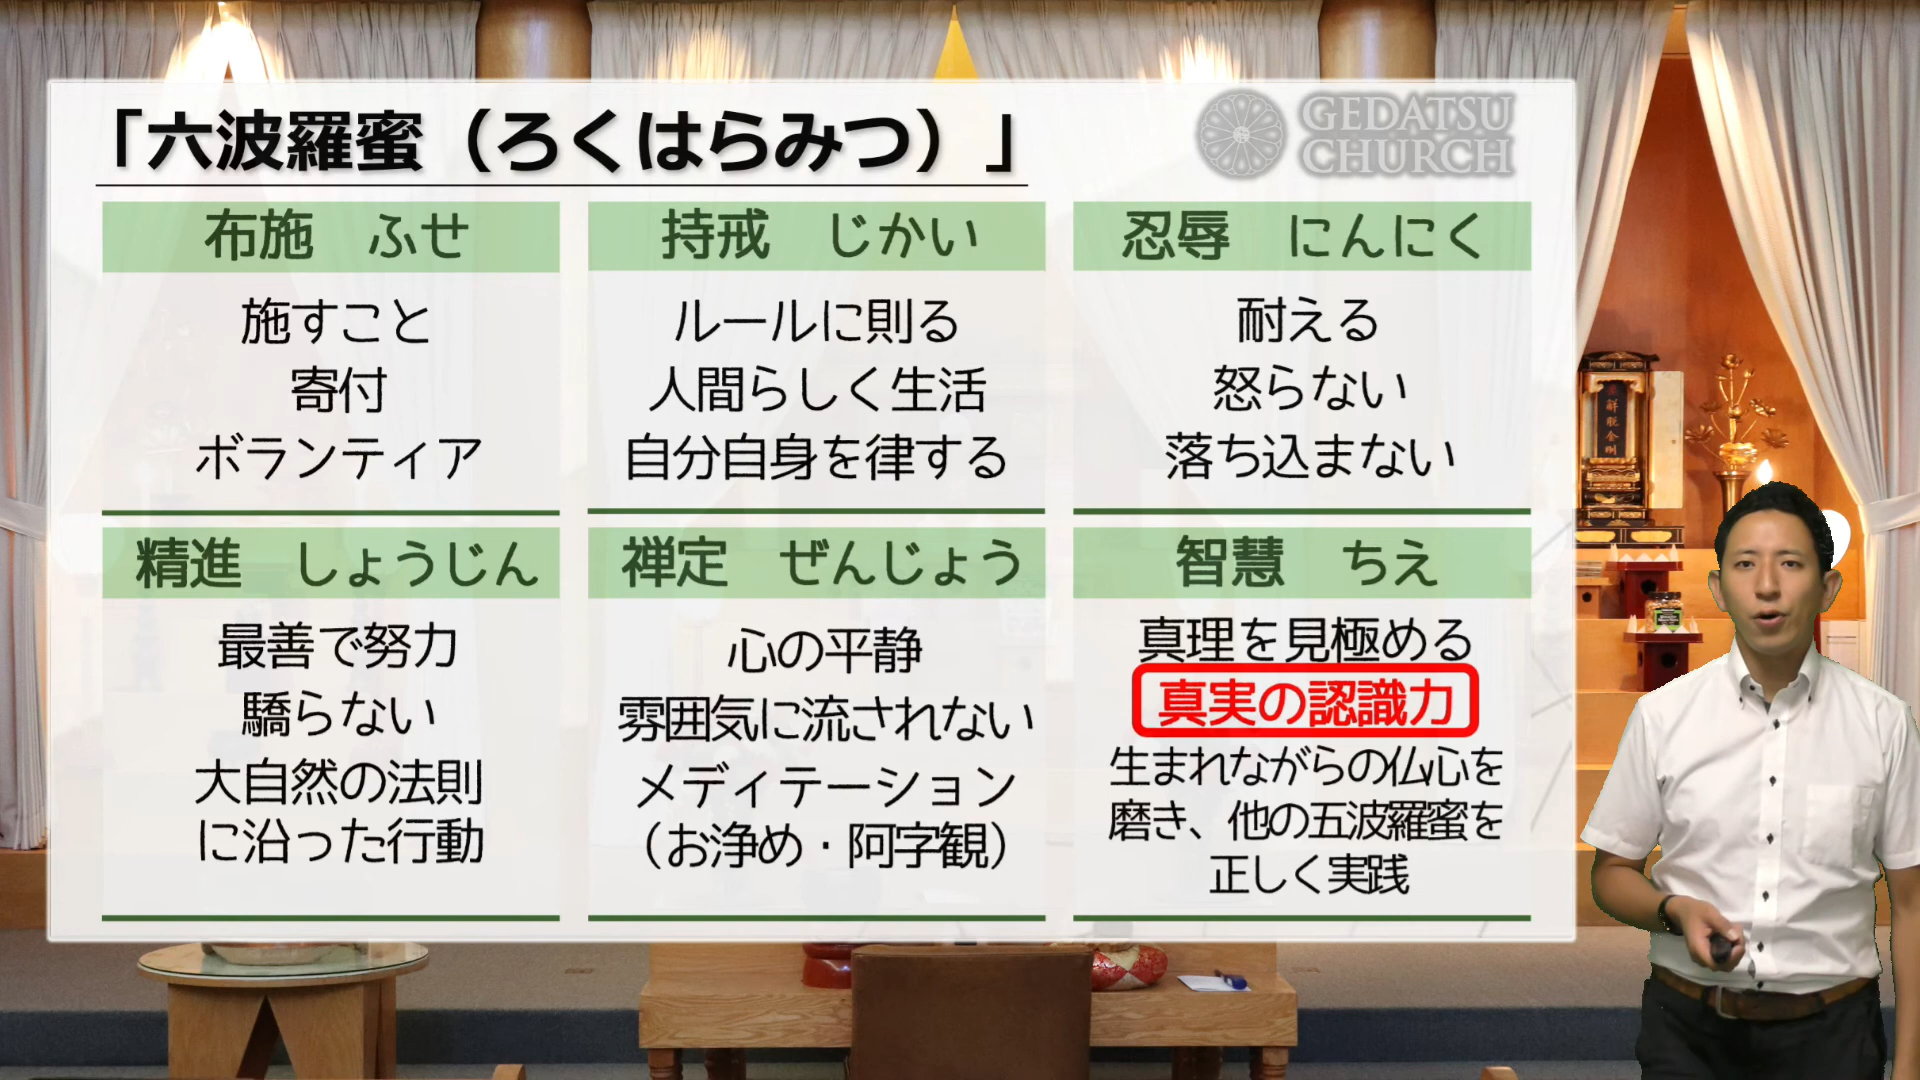 「六波羅蜜（ろくはらみつ）」
GEDATSU
CHURCH
布施　ふせ
施すこと
寄付
ボランティア
持戒　じかい
ルールに則る
人間らしく生活
自分自身を律する
忍辱　にんにく
耐える
怒らない
落ち込まない
精進　しょうじん
最善で努力
驕らない
大自然の法則
に沿った行動
禅定　ぜんじょう
心の平静
雰囲気に流されない
メディテーション
（お浄め・阿字観）
智慧　ちえ
真理を見極める
真実の認識力
生まれながらの仏心を
磨き、他の五波羅蜜を
正しく実践